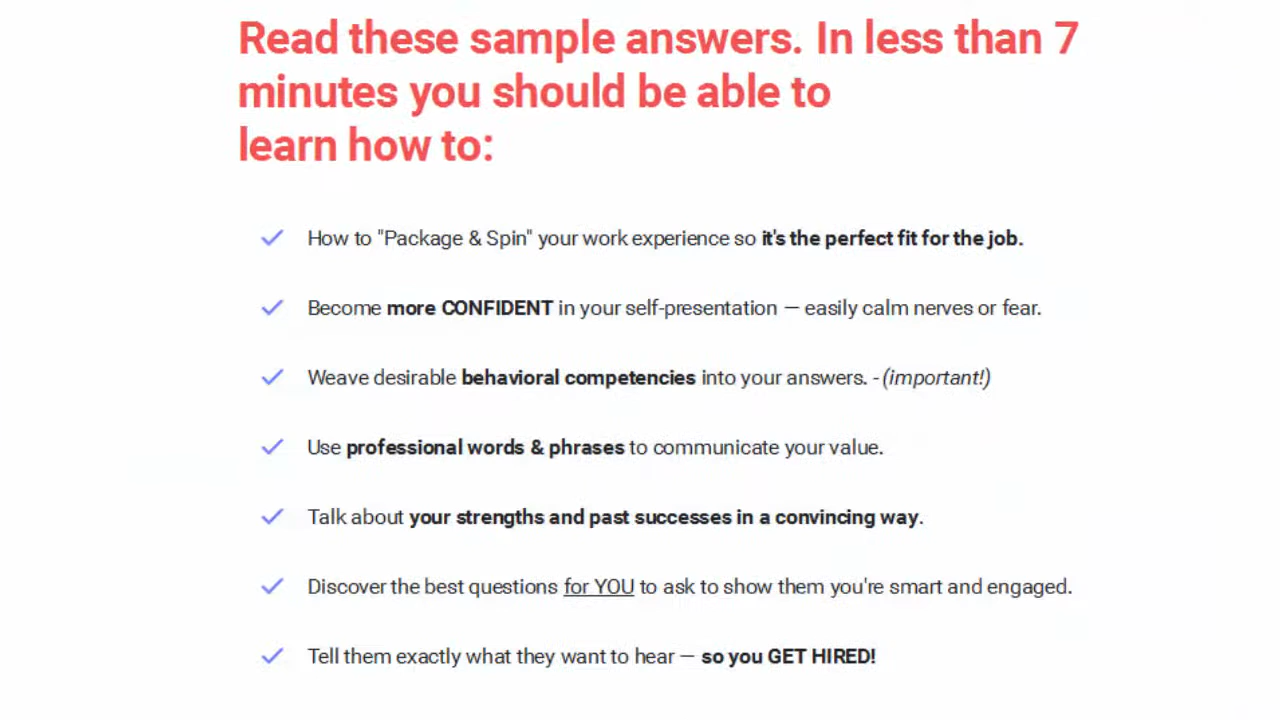 Read these sample answers. In less than 7
minutes you should be able to
learn how to:
How to "Package & Spin" your work experience so it's the perfect fit for the job.
Become more CONFIDENT in your self-presentation — easily calm nerves or fear.
Weave desirable behavioral competencies into your answers. - (important!)
Use professional words & phrases to communicate your value.
Talk about your strengths and past successes in a convincing way.
Discover the best questions for YOU to ask to show them you're smart and engaged.
Tell them exactly what they want to hear — so you GET HIRED!